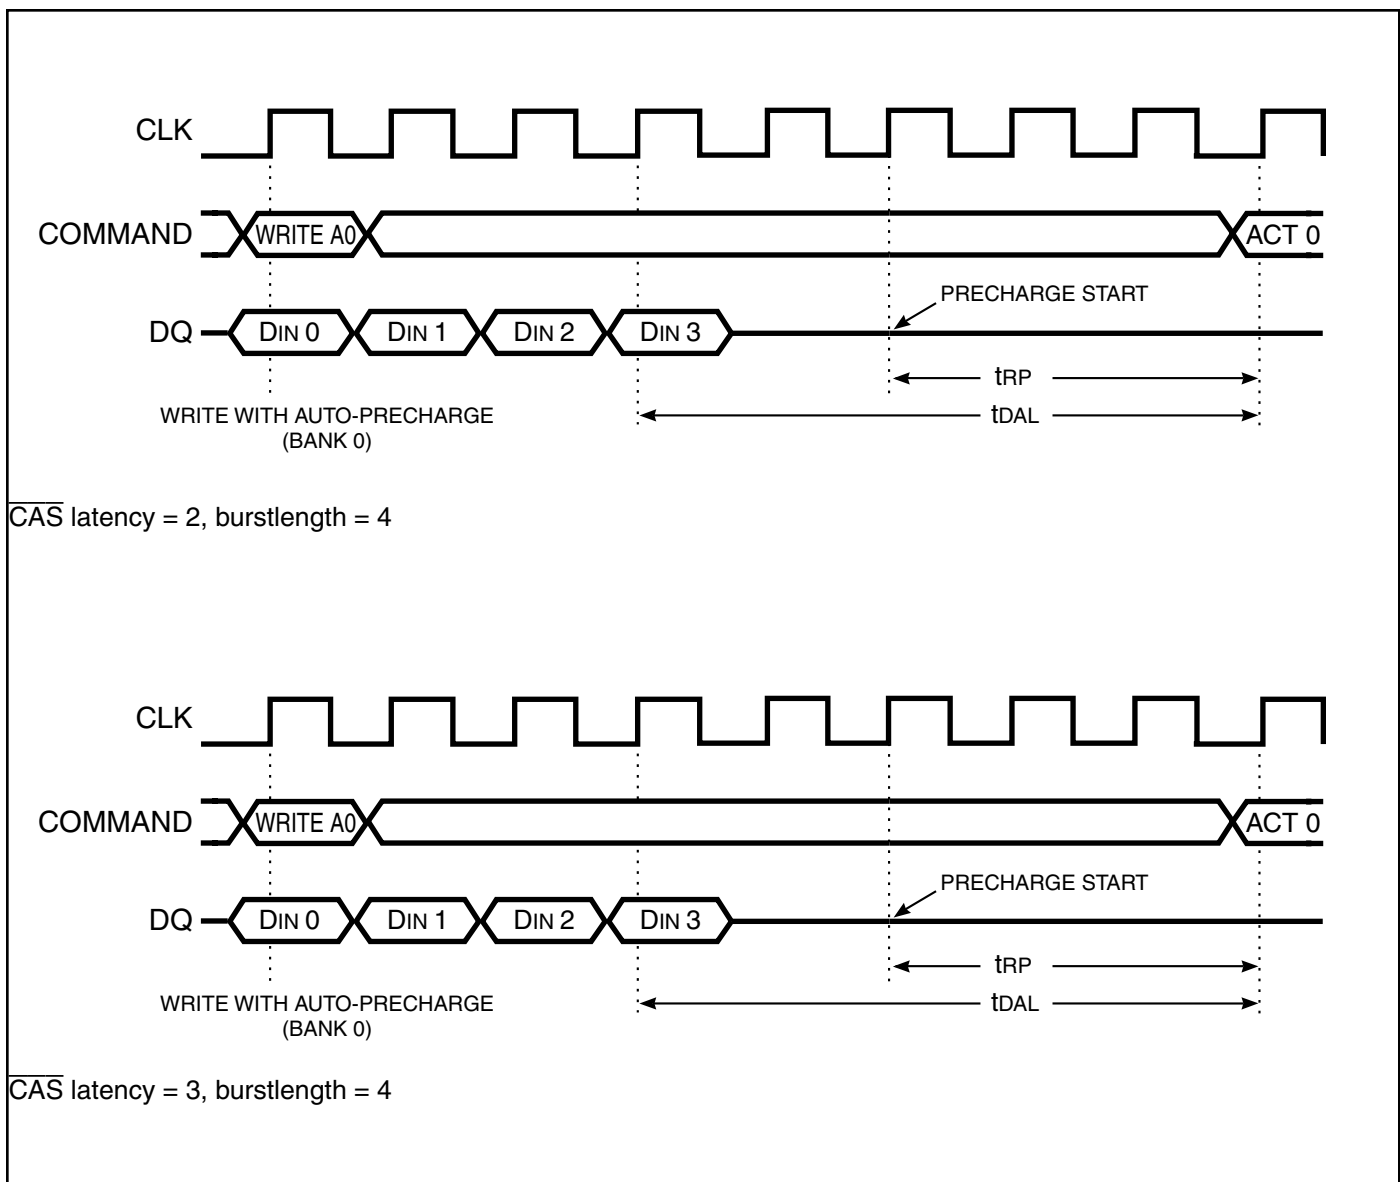 CLK
COMMAND WRITE A0 ACT 0
PRECHARGE START
DQ DIN 0 DIN 1 DIN 2 DIN 3
tRP
WRITE WITH AUTO-PRECHARGE tDAL
(BANK 0)
CAS latency = 2, burstlength = 4
CLK
COMMAND WRITE A0 ACT 0
PRECHARGE START
DQ DIN 0 DIN 1 DIN 2 DIN 3
tRP
WRITE WITH AUTO-PRECHARGE tDAL
(BANK 0)
CAS latency = 3, burstlength = 4